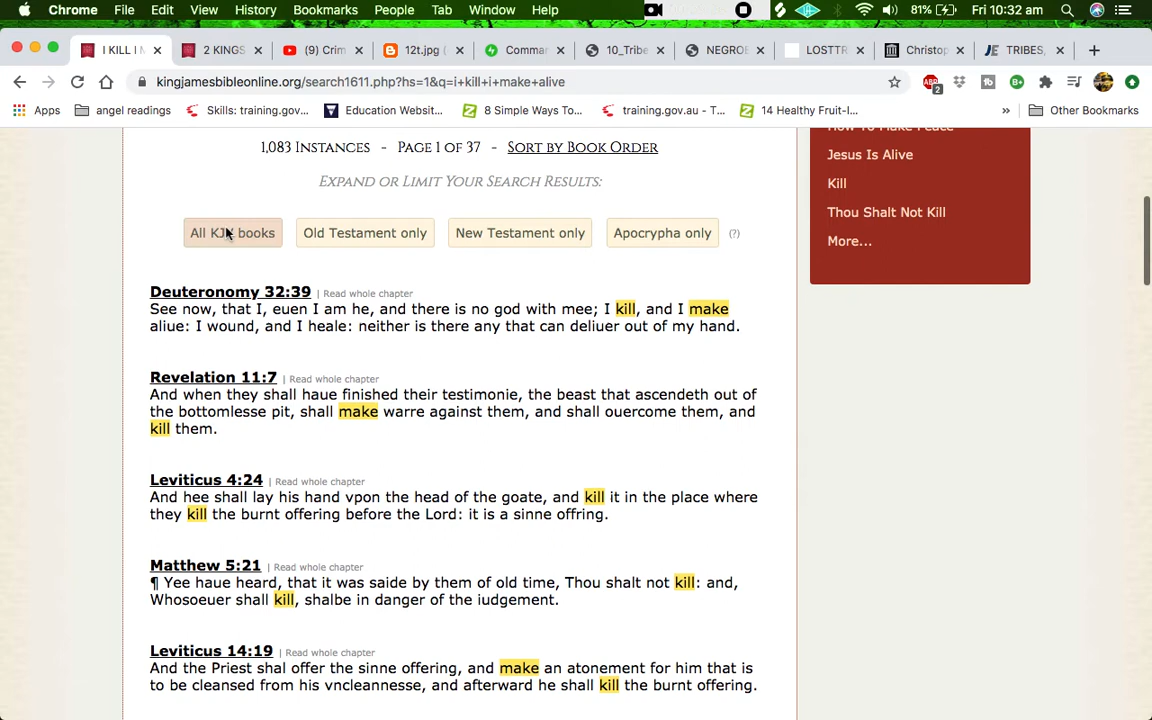 Chrome File Edit View History Bookmarks People Tab Window Help 81% Fri 10:32 am
I KILL I M 2 KINGS (9) Crim 12t.jpg ( Commar 10_Tribe NEGROE LOSTTR Christop TRIBES,
kingjamesbibleonline.org/search1611.php?hs=1&q=i+kill+i+make+alive
Apps angel readings Skills: training.gov... Education Websit... 8 Simple Ways To... training.gov.au - T... 14 Healthy Fruit-I... » Other Bookmarks
How To Make Peace
Jesus Is Alive
Kill
Thou Shalt Not Kill
More...
1,083 Instances - Page 1 of 37 - Sort by Book Order
Expand or Limit Your Search Results:
All KJV books Old Testament only New Testament only Apocrypha only (?)
Deuteronomy 32:39 | Read whole chapter
See now, that I, euen I am he, and there is no god with mee; I kill, and I make
aliue: I wound, and I heale: neither is there any that can deliuer out of my hand.
Revelation 11:7 | Read whole chapter
And when they shall haue finished their testimonie, the beast that ascendeth out of
the bottomlesse pit, shall make warre against them, and shall ouercome them, and
kill them.
Leviticus 4:24 | Read whole chapter
And hee shall lay his hand vpon the head of the goate, and kill it in the place where
they kill the burnt offering before the Lord: it is a sinne offring.
Matthew 5:21 | Read whole chapter
¶ Yee haue heard, that it was saide by them of old time, Thou shalt not kill: and,
Whosoeuer shall kill, shalbe in danger of the iudgement.
Leviticus 14:19 | Read whole chapter
And the Priest shal offer the sinne offering, and make an atonement for him that is
to be cleansed from his vncleannesse, and afterward he shall kill the burnt offering.